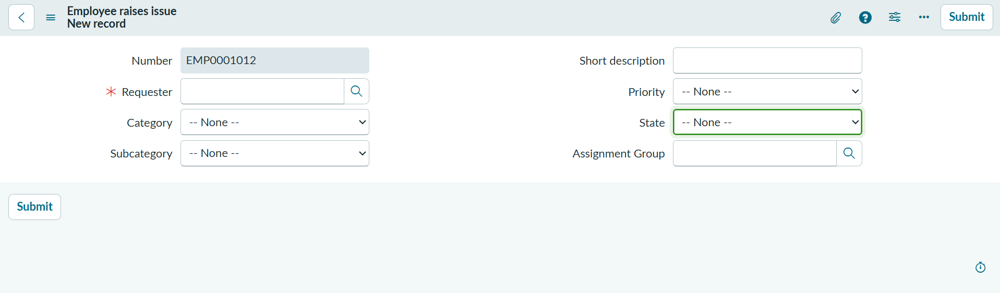 Employee raises issue
New record
Submit
Number EMP0001012
Short description
* Requester
Priority -- None --
Category -- None --
State -- None --
Subcategory -- None --
Assignment Group
Submit